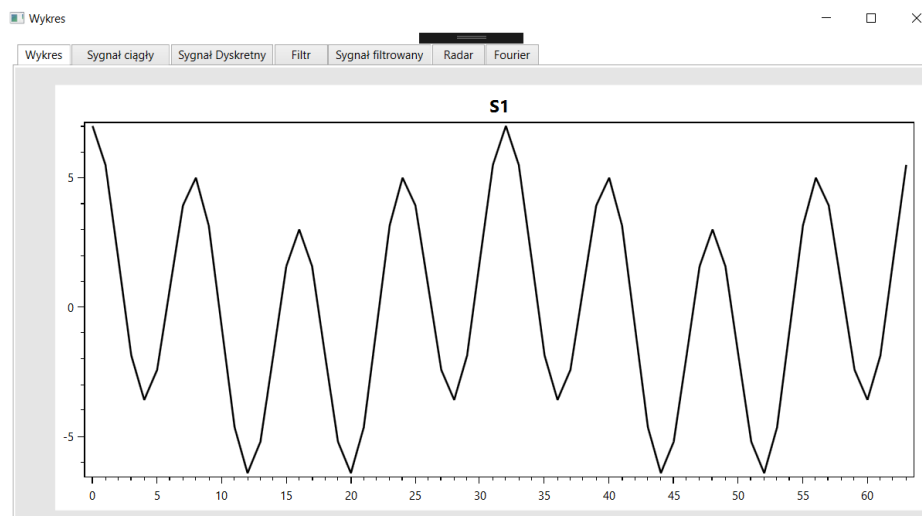 Wykres
Wykres Sygnał ciągły Sygnał Dyskretny Filtr Sygnał filtrowany Radar Fourier
S1
5
0
-5
0 5 10 15 20 25 30 35 40 45 50 55 60